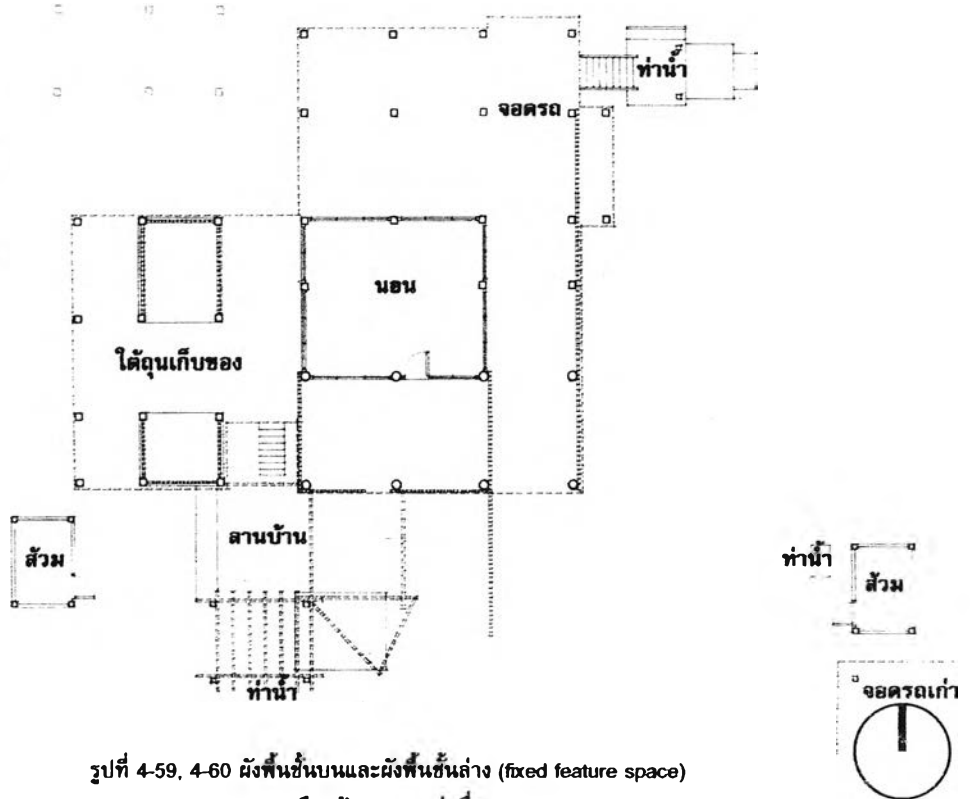 ท่าน้ำ
จอดรถ
นอน
ใต้ถุนเก็บของ
ลานบ้าน
ส้วม
ท่าน้ำ
ส้วม
ท่าน้ำ
จอดรถเก่า
รูปที่ 4-59, 4-60 ผังพื้นชั้นบนและผังพื้นชั้นล่าง (fixed feature space)